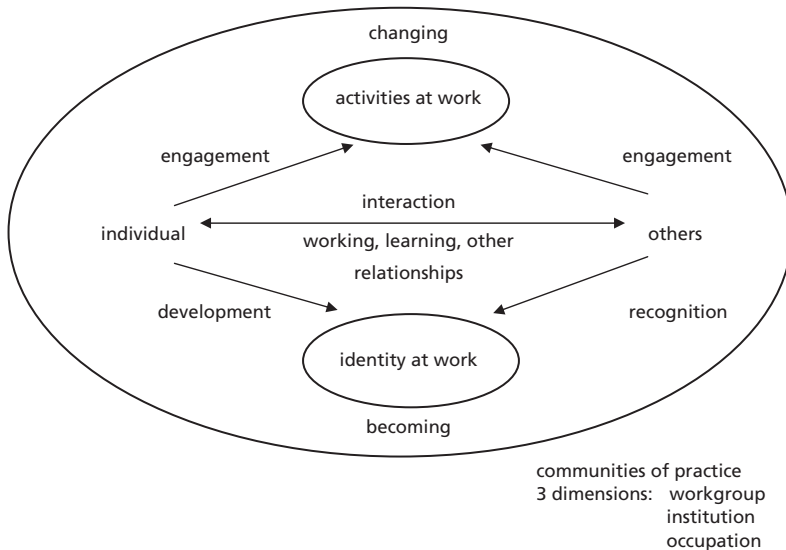 changing
activities at work
engagement
engagement
interaction
individual
others
working, learning, other
relationships
development
recognition
identity at work
becoming
communities of practice
3 dimensions: workgroup
institution
occupation